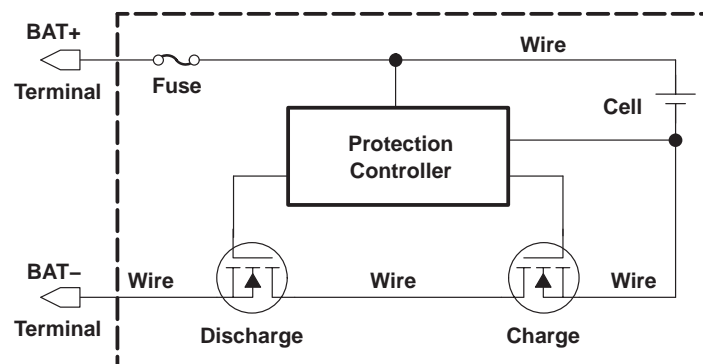 BAT+
Terminal
Fuse
Wire
Cell
Protection
Controller
BAT−
Terminal
Wire
Wire
Wire
Discharge
Charge